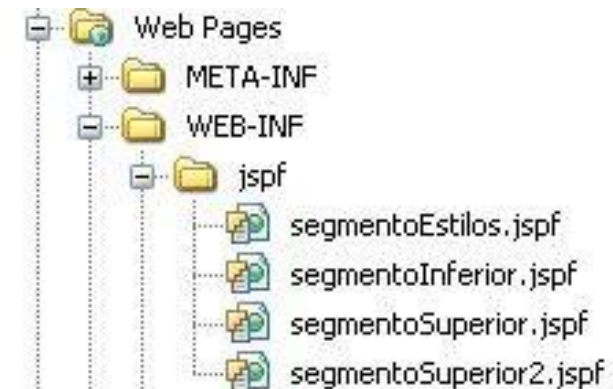 Web Pages
META-INF
WEB-INF
jspf
segmentoEstilos.jspf
segmentoInferior.jspf
segmentoSuperior.jspf
segmentoSuperior2.jspf